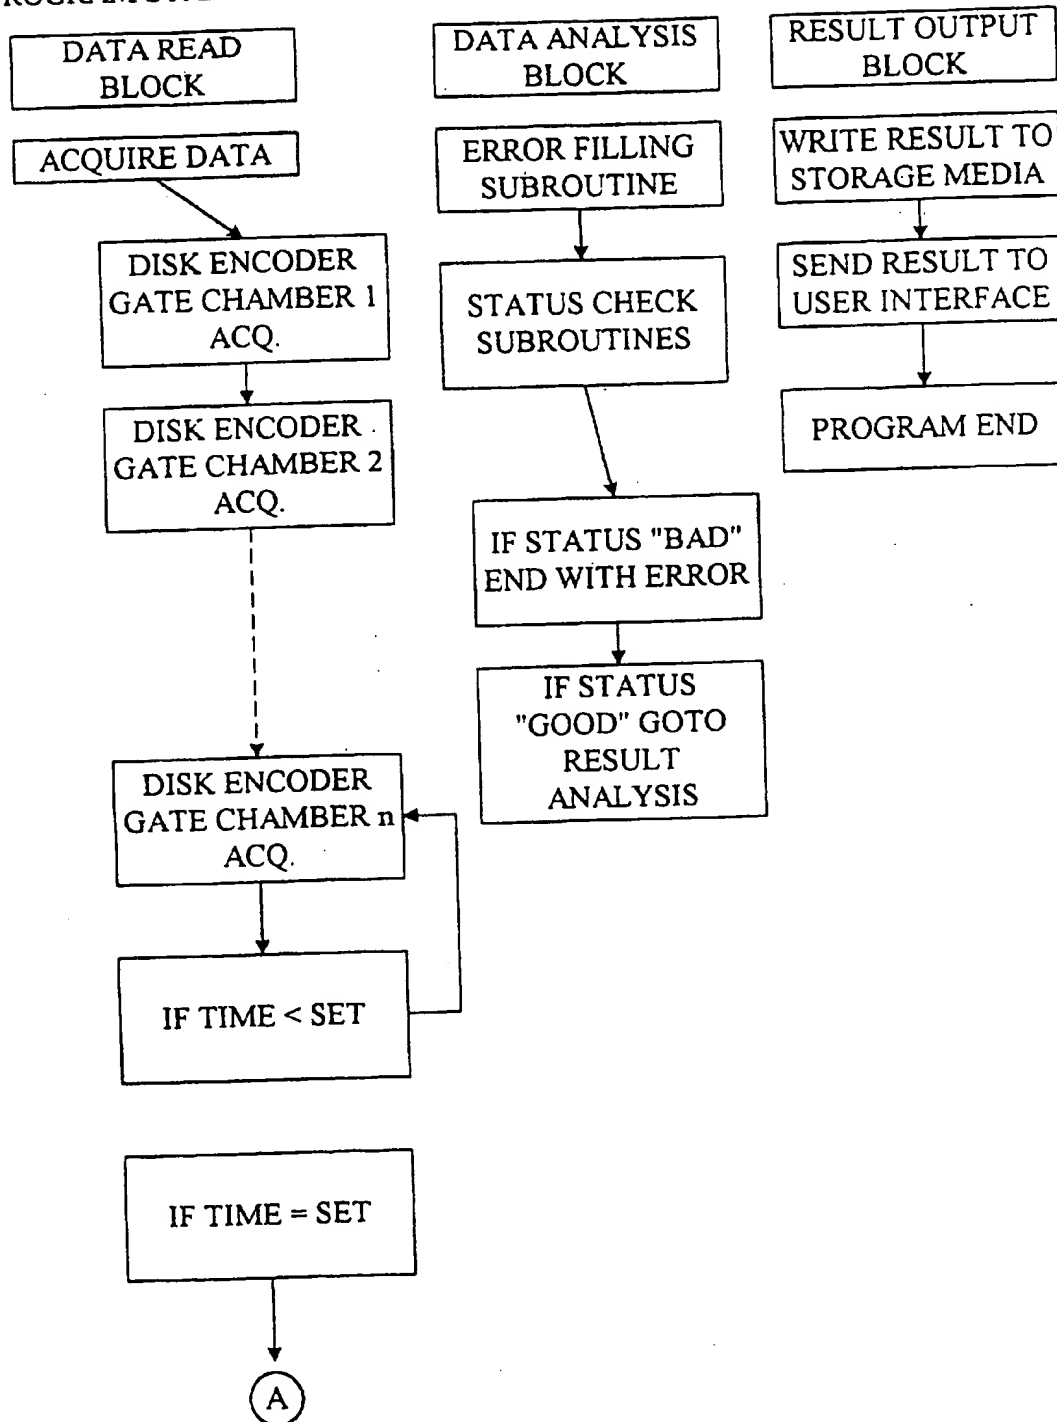 DATA READ
BLOCK
ACQUIRE DATA
DISK ENCODER
GATE CHAMBER 1
ACQ.
DISK ENCODER
GATE CHAMBER 2
ACQ.
DISK ENCODER
GATE CHAMBER n
ACQ.
IF TIME < SET
IF TIME = SET
A
DATA ANALYSIS
BLOCK
ERROR FILLING
SUBROUTINE
STATUS CHECK
SUBROUTINES
IF STATUS "BAD"
END WITH ERROR
IF STATUS
"GOOD" GOTO
RESULT
ANALYSIS
RESULT OUTPUT
BLOCK
WRITE RESULT TO
STORAGE MEDIA
SEND RESULT TO
USER INTERFACE
PROGRAM END